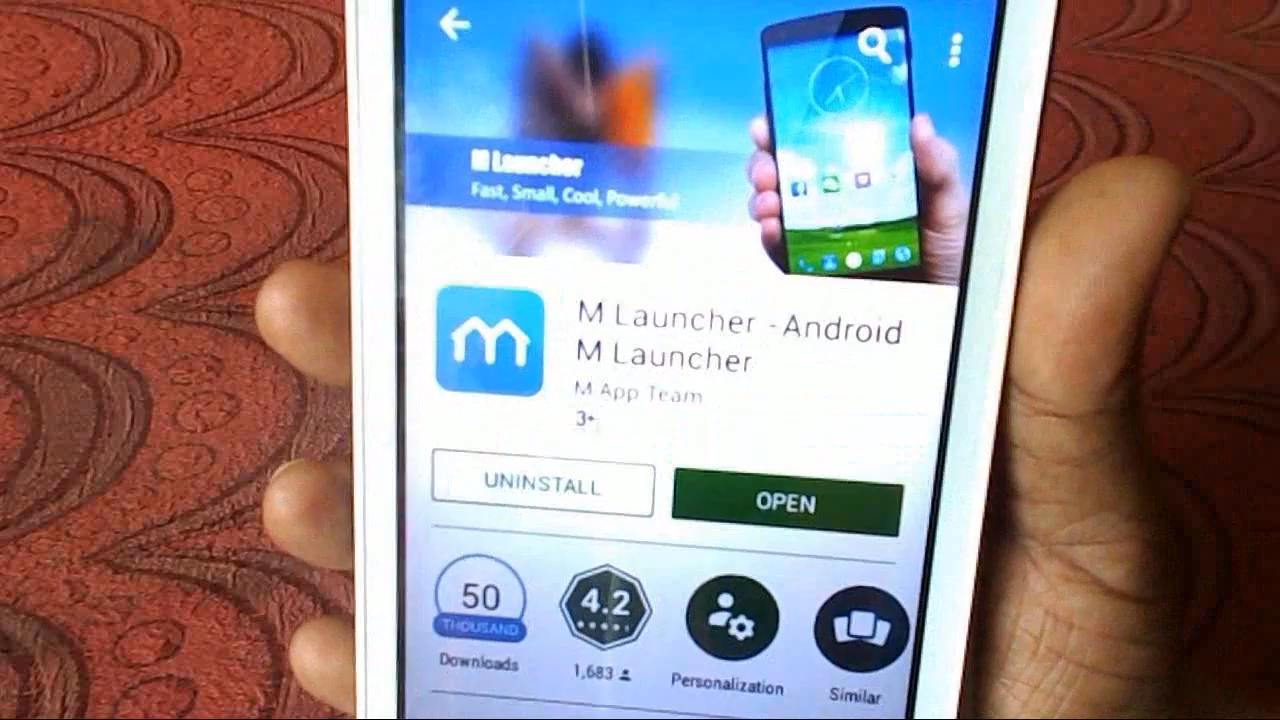 M Launcher
Fast, Small, Cool, Powerful
M Launcher - Android
M Launcher
M App Team
3+
UNINSTALL
OPEN
50
THOUSAND
Downloads
4.2
1,683
Personalization
Similar